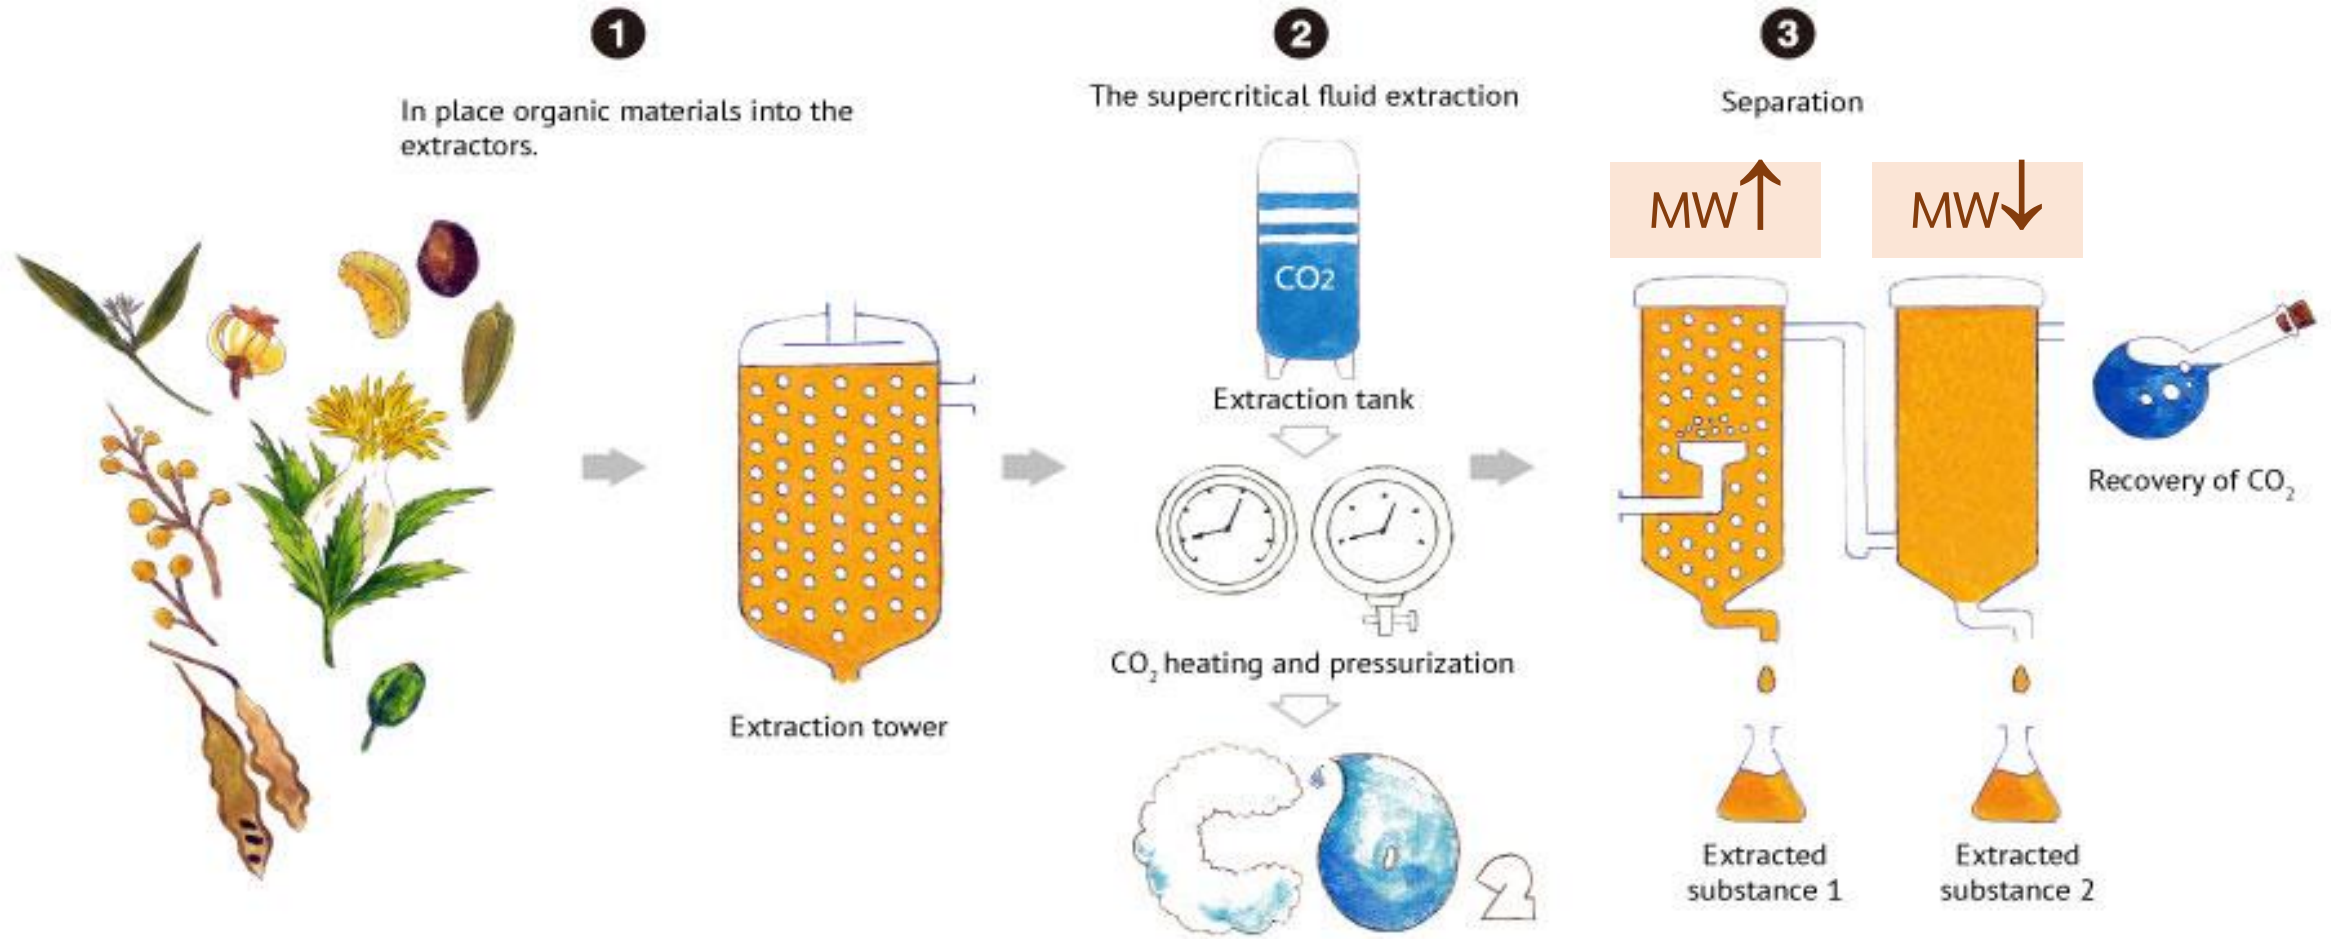 1
In place organic materials into the
extractors.
Extraction tower
2
The supercritical fluid extraction
CO2
Extraction tank
CO₂ heating and pressurization
CO2
3
Separation
MW↑
MW↓
Recovery of CO₂
Extracted
substance 1
Extracted
substance 2